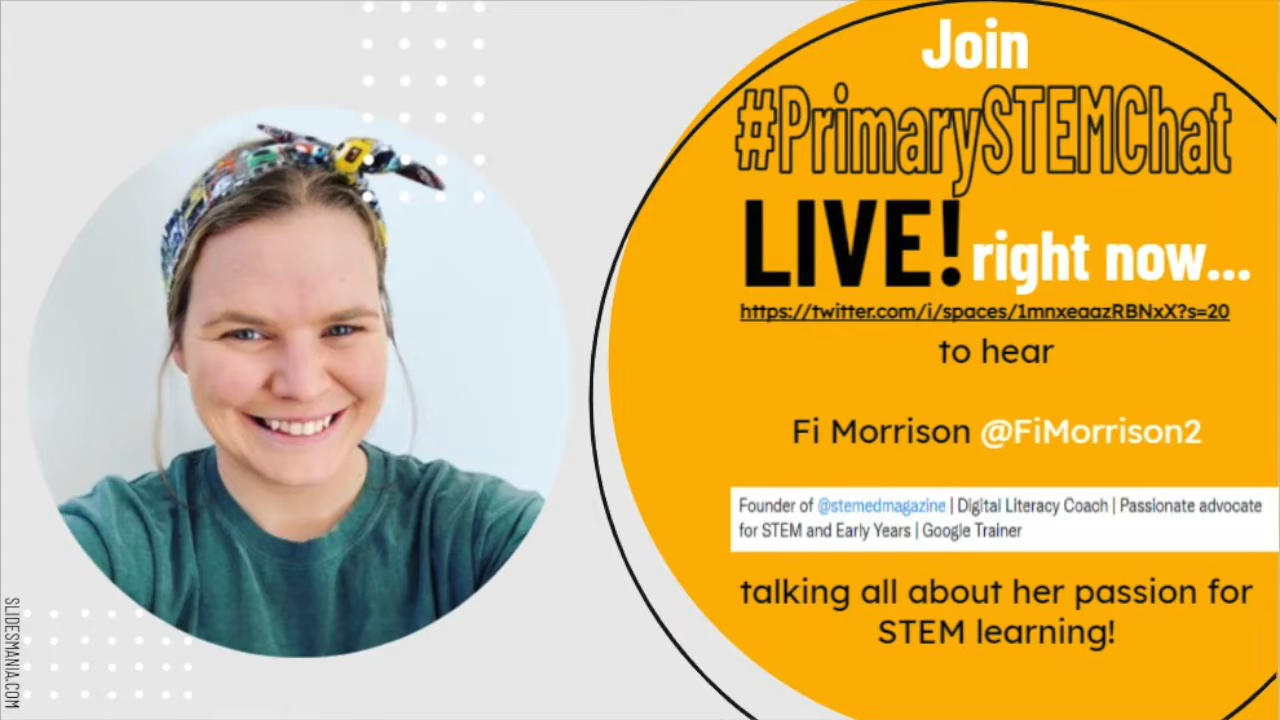 Join
#PrimarySTEMChat
LIVE! right now...
https://twitter.com/i/spaces/1mnxeaazRBNxX?s=20
to hear
Fi Morrison @FiMorrison2
Founder of @stemedmagazine | Digital Literacy Coach | Passionate advocate
for STEM and Early Years | Google Trainer
talking all about her passion for
STEM learning!
SLIDESMANIA.COM